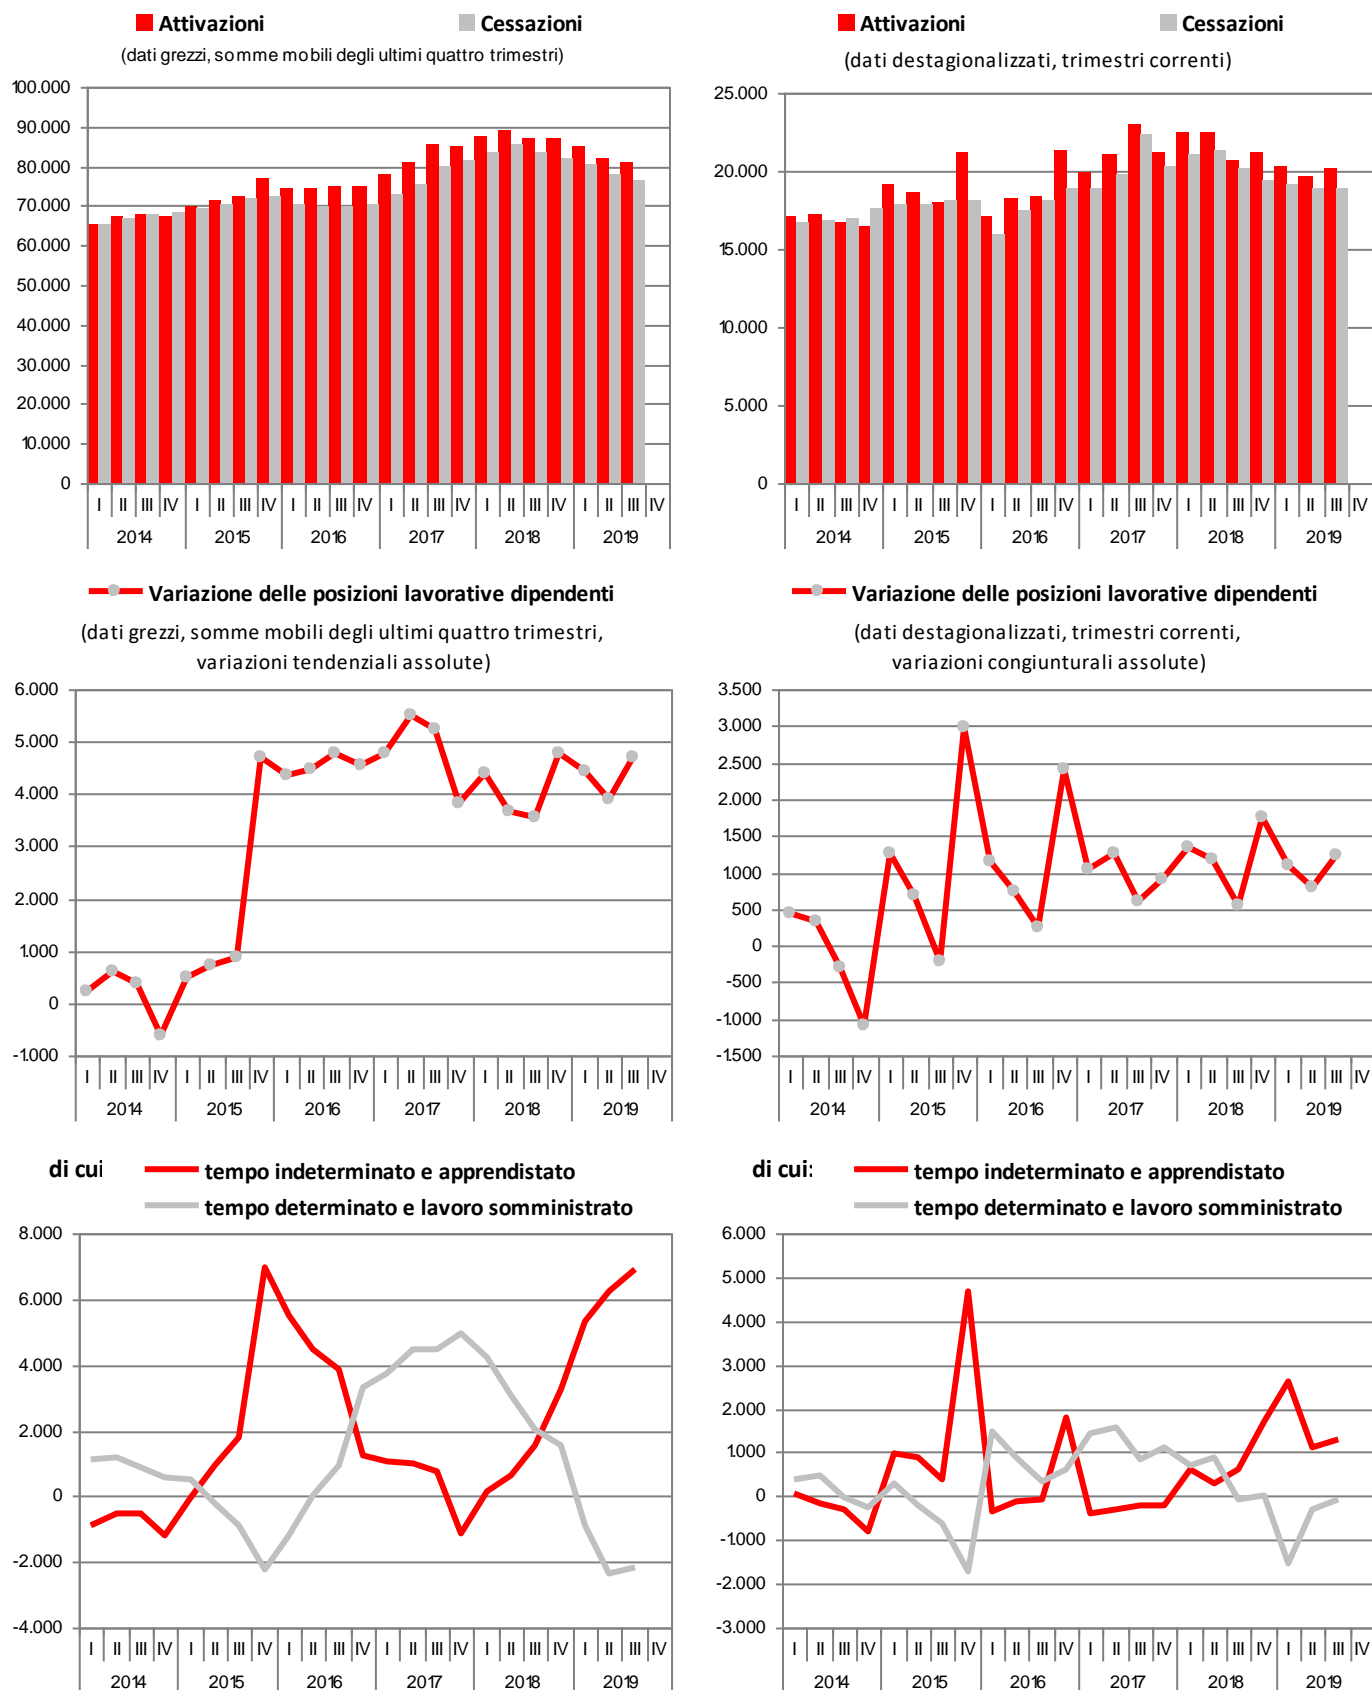 Attivazioni Cessazioni
(dati grezzi, somme mobili degli ultimi quattro trimestri)
100.000
90.000
80.000
70.000
60.000
50.000
40.000
30.000
20.000
10.000
0
I II III IV I II III IV I II III IV I II III IV I II III IV I II III IV
2014 2015 2016 2017 2018 2019
Attivazioni Cessazioni
(dati destagionalizzati, trimestri correnti)
25.000
20.000
15.000
10.000
5.000
0
I II III IV I II III IV I II III IV I II III IV I II III IV I II III IV
2014 2015 2016 2017 2018 2019
Variazione delle posizioni lavorative dipendenti
(dati grezzi, somme mobili degli ultimi quattro trimestri,
variazioni tendenziali assolute)
6.000
5.000
4.000
3.000
2.000
1.000
0
-1.000
I II III IV I II III IV I II III IV I II III IV I II III IV I II III IV
2014 2015 2016 2017 2018 2019
Variazione delle posizioni lavorative dipendenti
(dati destagionalizzati, trimestri correnti,
variazioni congiunturali assolute)
3.500
3.000
2.500
2.000
1.500
1.000
500
0
-500
-1.000
-1.500
I II III IV I II III IV I II III IV I II III IV I II III IV I II III IV
2014 2015 2016 2017 2018 2019
di cui: tempo indeterminato e apprendistato
tempo determinato e lavoro somministrato
8.000
6.000
4.000
2.000
0
-2.000
-4.000
I II III IV I II III IV I II III IV I II III IV I II III IV I II III IV
2014 2015 2016 2017 2018 2019
di cui: tempo indeterminato e apprendistato
tempo determinato e lavoro somministrato
6.000
5.000
4.000
3.000
2.000
1.000
0
-1.000
-2.000
-3.000
I II III IV I II III IV I II III IV I II III IV I II III IV I II III IV
2014 2015 2016 2017 2018 2019